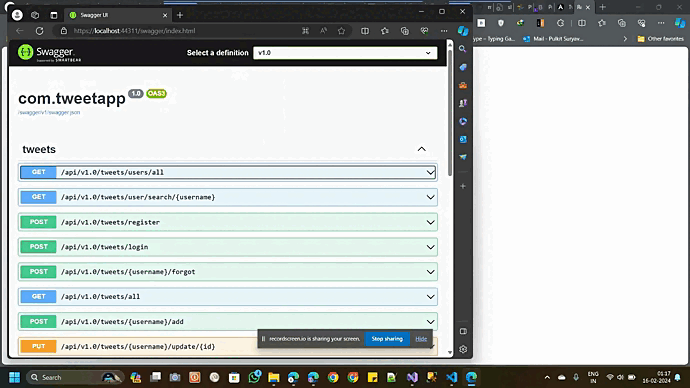 Swagger UI
https://localhost:44311/swagger/index.html
Swagger.
Supported by SMARTBEAR
Select a definition
v1.0
com.tweetapp 1.0 OAS3
/swagger/v1/swagger.json
tweets
GET /api/v1.0/tweets/users/all
GET /api/v1.0/tweets/user/search/{username}
POST /api/v1.0/tweets/register
POST /api/v1.0/tweets/login
POST /api/v1.0/tweets/{username}/forgot
GET /api/v1.0/tweets/all
POST /api/v1.0/tweets/{username}/add
PUT /api/v1.0/tweets/{username}/update/{id}
recordscreen.io is sharing your screen.
Stop sharing
Hide
ype - Typing Ga...
Mail - Pulkit Suryav...
Other favorites
Search
ENG
IN
01:17
16-02-2024